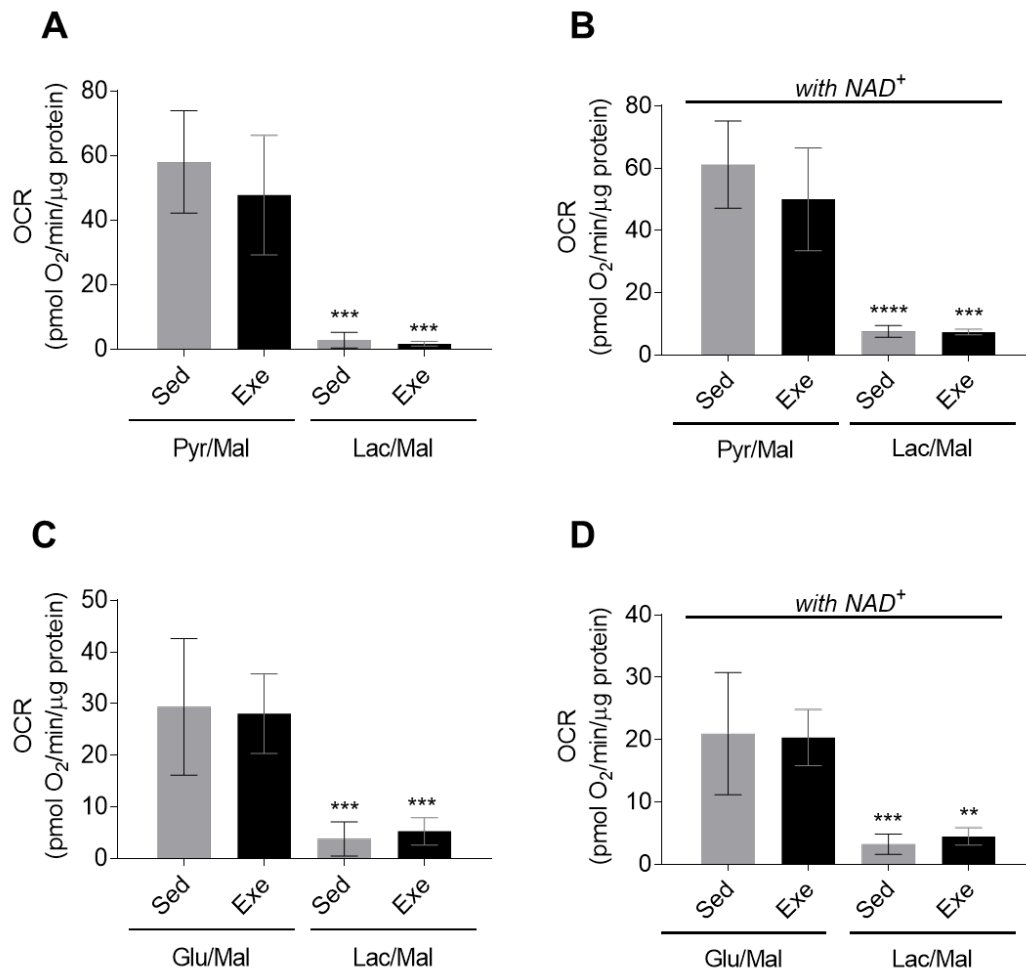 A
OCR
(pmol O₂/min/μg protein)
80
60
40
20
0
***
***
Sed
Exe
Sed
Exe
Pyr/Mal
Lac/Mal
B
with NAD⁺
OCR
(pmol O₂/min/μg protein)
80
60
40
20
0
****
***
Sed
Exe
Sed
Exe
Pyr/Mal
Lac/Mal
C
OCR
(pmol O₂/min/μg protein)
50
40
30
20
10
0
***
***
Sed
Exe
Sed
Exe
Glu/Mal
Lac/Mal
D
with NAD⁺
OCR
(pmol O₂/min/μg protein)
40
30
20
10
0
***
**
Sed
Exe
Sed
Exe
Glu/Mal
Lac/Mal